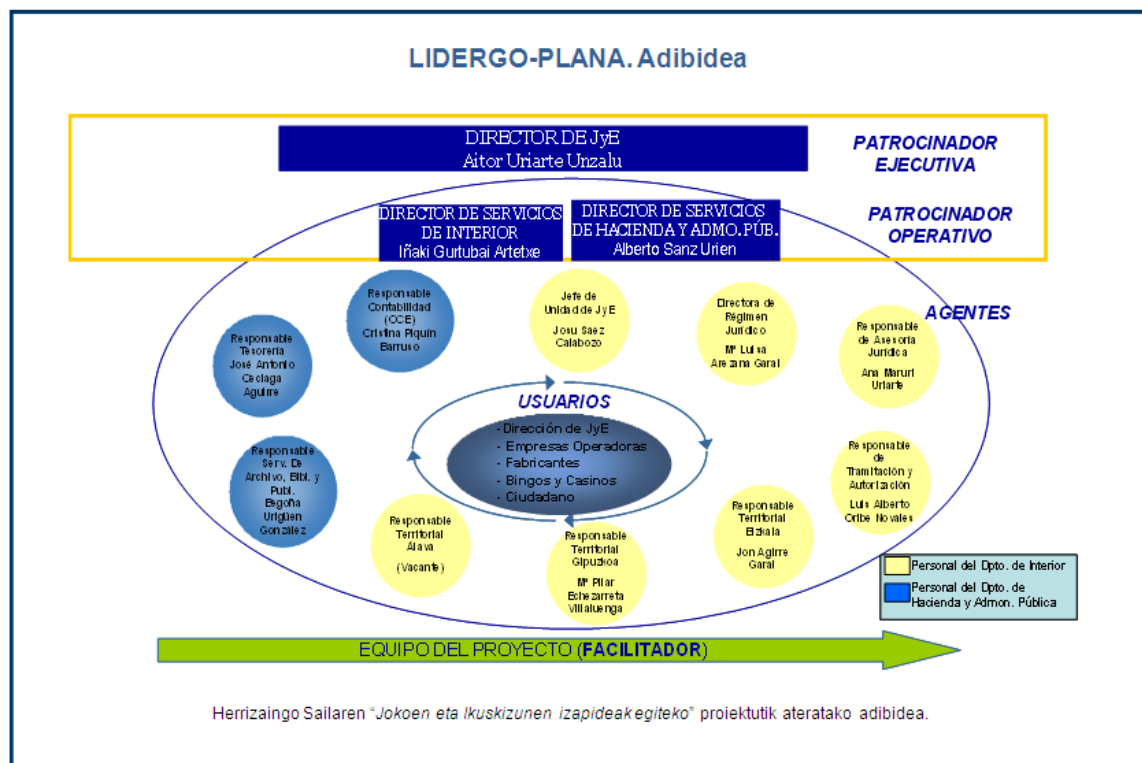 LIDERGO-PLANA. Adibidea
DIRECTOR DE JyE
Aitor Uriarte Unzalu
PATROCINADOR
EJECUTIVA
DIRECTOR DE SERVICIOS
DE INTERIOR
Iñaki Gurtubai Artetxe
DIRECTOR DE SERVICIOS
DE HACIENDA Y ADMO. PÚB.
Alberto Sanz Urien
PATROCINADOR
OPERATIVO
Responsable
Contabilidad
(OCE)
Cristina Piquín
Barruso
Jefe de
Unidad de JyE
Josu Saez
Calabozo
Directora de
Régimen
Jurídico
Mª Luisa
Arezana Garai
AGENTES
Responsable
Tesorería
José Antonio
Ceciaga
Aguirre
Responsable
de Asesoría
Jurídica
Ana Maruri
Uriarte
USUARIOS
-Dirección de JyE
- Empresas Operadoras
- Fabricantes
- Bingos y Casinos
- Ciudadano
Responsable
Serv. De
Archivo, Bibl. y
Publ.
Begoña
Urigüen
González
Responsable
de
Tramitación y
Autorización
Luis Alberto
Oribe Novales
Responsable
Territorial
Álava
(Vacante)
Responsable
Territorial
Gipuzkoa
Mª Pilar
Echezarreta
Villaluenga
Responsable
Territorial
Bizkaia
Jon Agirre
Garai
Personal del Dpto. de Interior
Personal del Dpto. de
Hacienda y Admon. Pública
EQUIPO DEL PROYECTO (FACILITADOR)
Herrizaingo Sailaren “Jokoen eta Ikuskizunen izapideak egiteko” proiektutik ateratako adibidea.